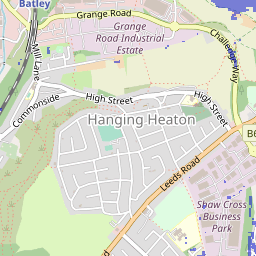 Batley
Grange Road
Grange
Road Industrial
Estate
Challenge Way
Mill Lane
Commonside
High Street
High Street
Hanging Heaton
B6
Leeds Road
Shaw Cross
Business
Park
d